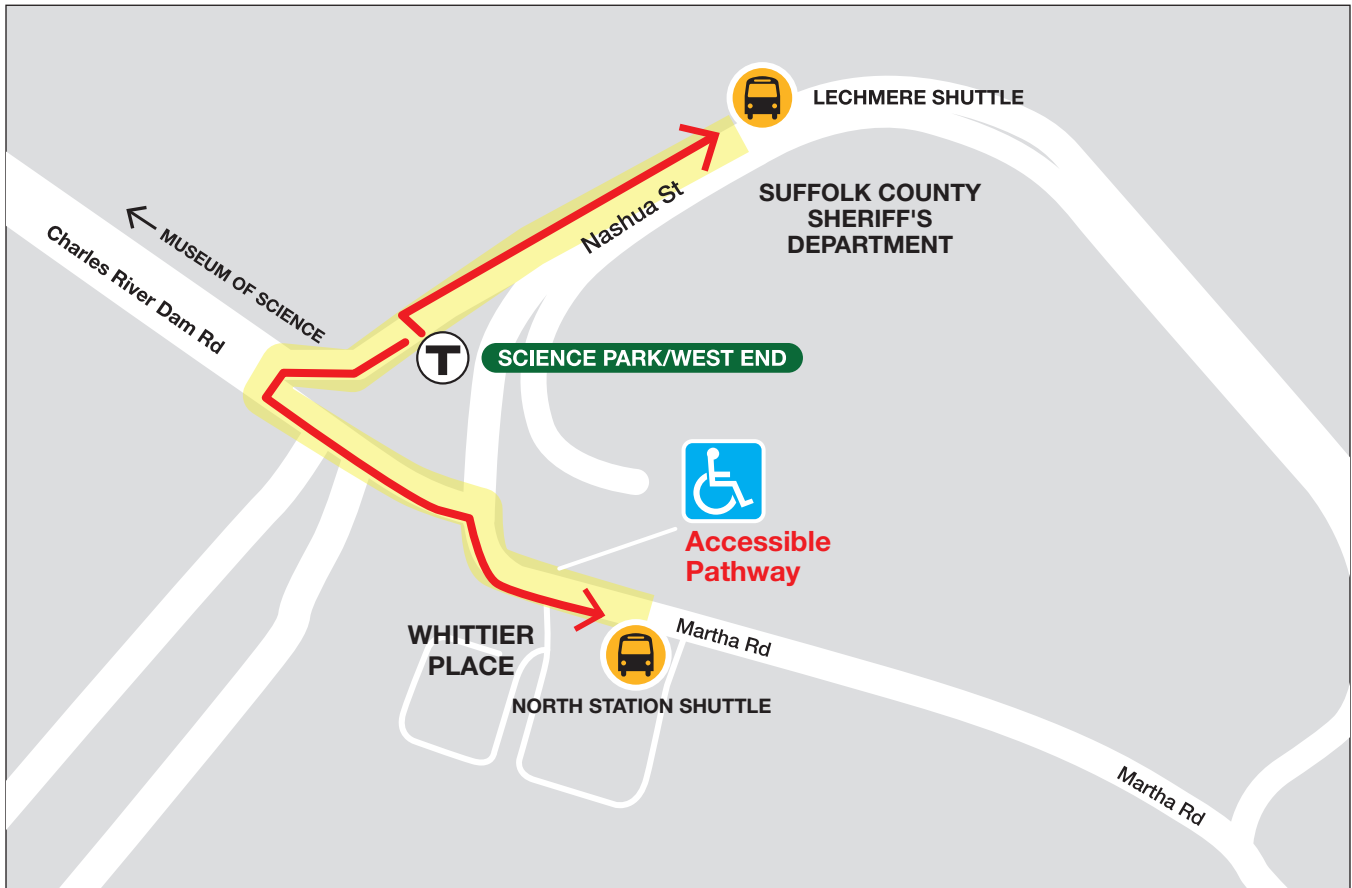 LECHMERE SHUTTLE
SUFFOLK COUNTY
SHERIFF'S
DEPARTMENT
Nashua St
MUSEUM OF SCIENCE
Charles River Dam Rd
T
SCIENCE PARK/WEST END
Accessible
Pathway
WHITTIER
PLACE
Martha Rd
NORTH STATION SHUTTLE
Martha Rd